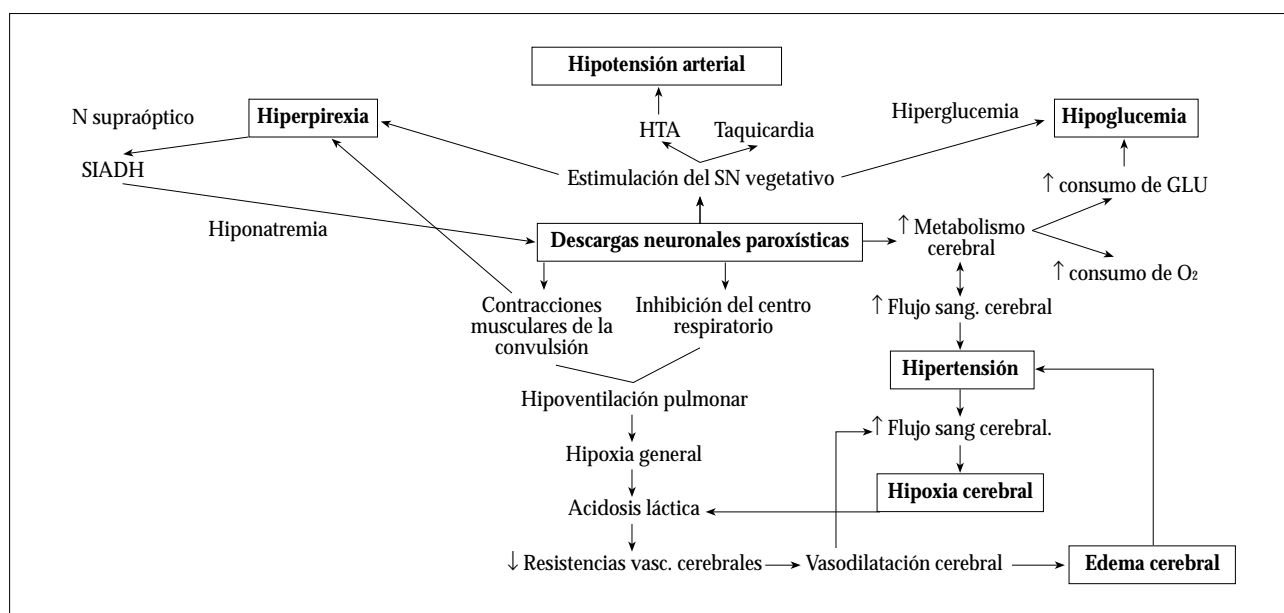 Hipotensión arterial
N supraóptico
Hiperpirexia
HTA
Taquicardia
Hiperglucemia
Hipoglucemia
SIADH
Estimulación del SN vegetativo
↑ consumo de GLU
Hiponatremia
Descargas neuronales paroxísticas
↑ Metabolismo
cerebral
↑ consumo de O₂
Contracciones
musculares de la
convulsión
Inhibición del centro
respiratorio
↑ Flujo sang. cerebral
Hipertensión
Hipoventilación pulmonar
↑ Flujo sang cerebral.
Hipoxia general
Hipoxia cerebral
Acidosis láctica
↓ Resistencias vasc. cerebrales
Vasodilatación cerebral
Edema cerebral